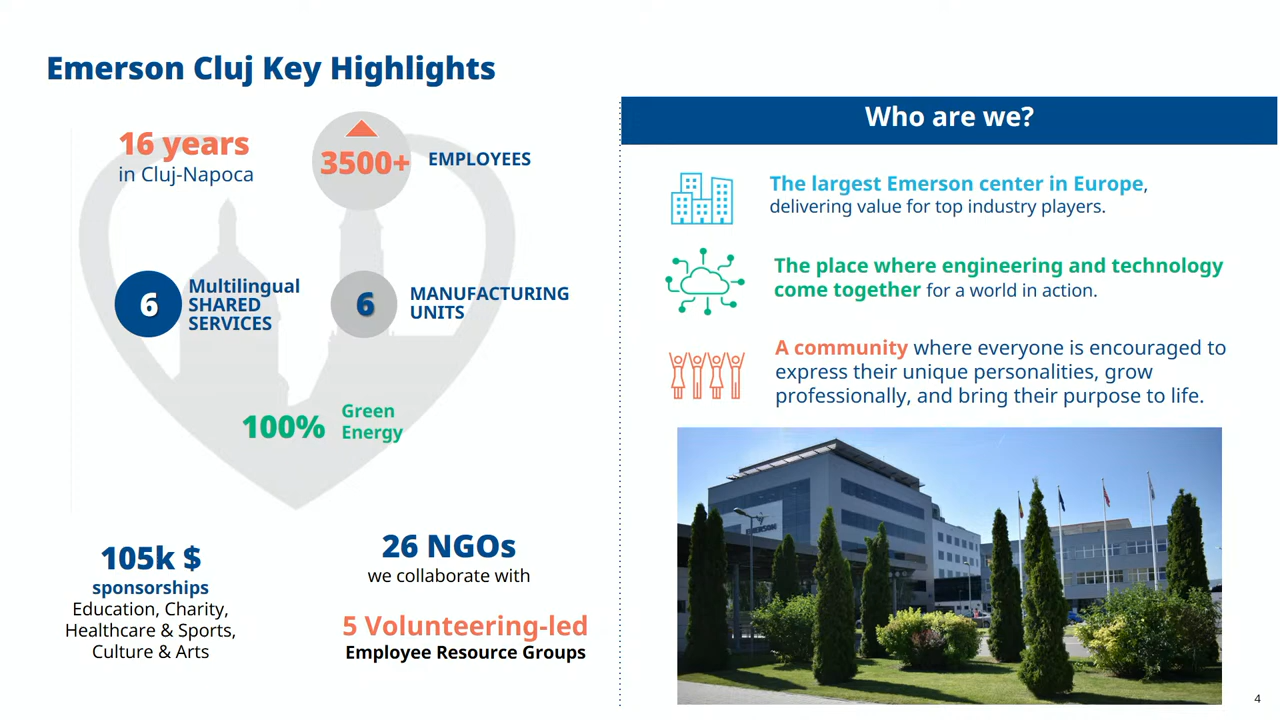 Emerson Cluj Key Highlights
16 years
in Cluj-Napoca
3500+
EMPLOYEES
6
Multilingual
SHARED
SERVICES
6
MANUFACTURING
UNITS
100%
Green
Energy
105k $
sponsorships
Education, Charity,
Healthcare & Sports,
Culture & Arts
26 NGOs
we collaborate with
5 Volunteering-led
Employee Resource Groups
Who are we?
The largest Emerson center in Europe,
delivering value for top industry players.
The place where engineering and technology
come together for a world in action.
A community where everyone is encouraged to
express their unique personalities, grow
professionally, and bring their purpose to life.
EMERSON
4